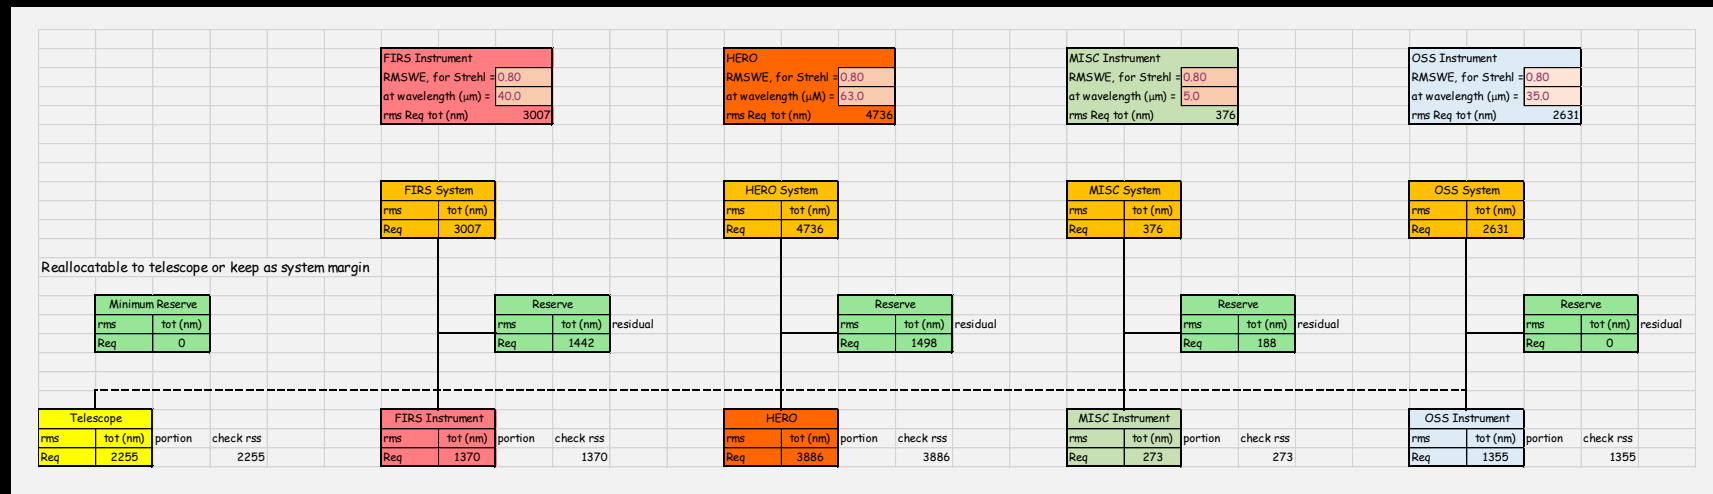 FIRS Instrument HERO MISC Instrument OSS Instrument
RMSWE, for Strehl = 0.80 RMSWE, for Strehl = 0.80 RMSWE, for Strehl = 0.80 RMSWE, for Strehl = 0.80
at wavelength (μm) = 40.0 at wavelength (μM) = 63.0 at wavelength (μm) = 5.0 at wavelength (μm) = 35.0
rms Req tot (nm) 3007 rms Req tot (nm) 4736 rms Req tot (nm) 376 rms Req tot (nm) 2631
FIRS System HERO System MISC System OSS System
rms tot (nm) rms tot (nm) rms tot (nm) rms tot (nm)
Req 3007 Req 4736 Req 376 Req 2631
Reallocatable to telescope or keep as system margin
Minimum Reserve Reserve Reserve Reserve Reserve
rms tot (nm) rms tot (nm) residual rms tot (nm) residual rms tot (nm) residual rms tot (nm) residual
Req 0 Req 1442 Req 1498 Req 188 Req 0
Telescope FIRS Instrument HERO MISC Instrument OSS Instrument
rms tot (nm) portion check rss rms tot (nm) portion check rss rms tot (nm) portion check rss rms tot (nm) portion check rss rms tot (nm) portion check rss
Req 2255 2255 Req 1370 1370 Req 3886 3886 Req 273 273 Req 1355 1355